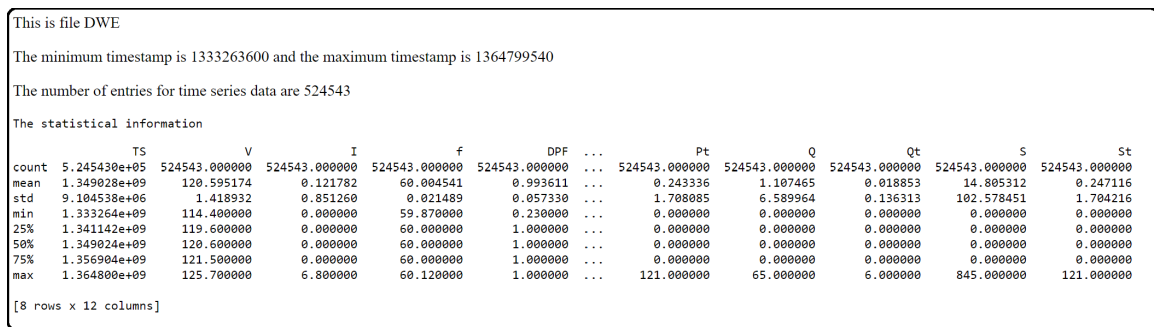 This is file DWE
The minimum timestamp is 1333263600 and the maximum timestamp is 1364799540
The number of entries for time series data are 524543
The statistical information
TS V I f DPF ... Pt Q Qt S St
count 5.245430e+05 524543.000000 524543.000000 524543.000000 524543.000000 ... 524543.000000 524543.000000 524543.000000 524543.000000 524543.000000
mean 1.349028e+09 120.595174 0.121782 60.004541 0.993611 ... 0.243336 1.107465 0.018853 14.805312 0.247116
std 9.104538e+06 1.418932 0.851260 0.021489 0.057330 ... 1.708085 6.589964 0.136313 102.578451 1.704216
min 1.333264e+09 114.400000 0.000000 59.870000 0.230000 ... 0.000000 0.000000 0.000000 0.000000 0.000000
25% 1.341142e+09 119.600000 0.000000 60.000000 1.000000 ... 0.000000 0.000000 0.000000 0.000000 0.000000
50% 1.349024e+09 120.600000 0.000000 60.000000 1.000000 ... 0.000000 0.000000 0.000000 0.000000 0.000000
75% 1.356904e+09 121.500000 0.000000 60.000000 1.000000 ... 0.000000 0.000000 0.000000 0.000000 0.000000
max 1.364800e+09 125.700000 6.800000 60.120000 1.000000 ... 121.000000 65.000000 6.000000 845.000000 121.000000
[8 rows x 12 columns]